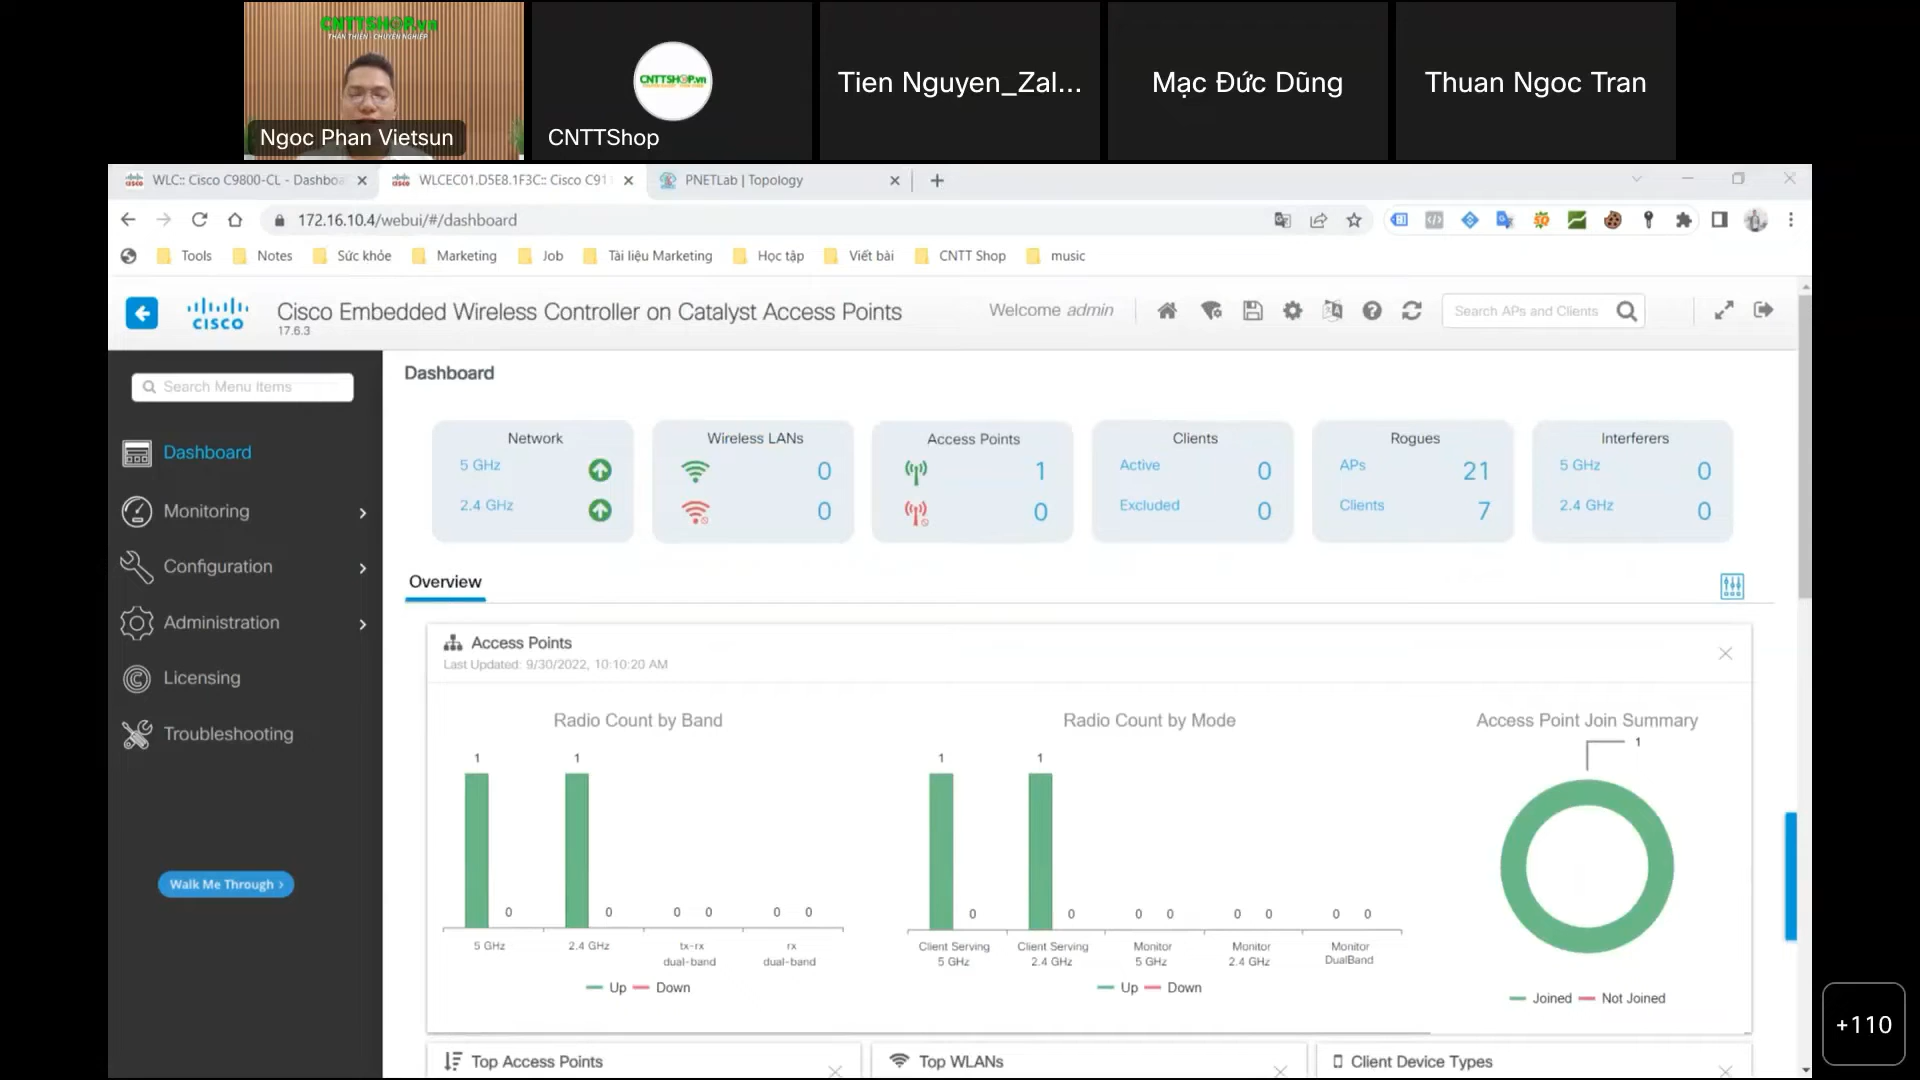 CNTTSHOP.vn
THÂN THIỆN - CHUYÊN NGHIỆP
Ngoc Phan Vietsun
CNTTSHOP.vn
CNTTShop
Tien Nguyen_Zal...
Mạc Đức Dũng
Thuan Ngoc Tran
WLC:: Cisco C9800-CL - Dashboa
WLCEC01.D5E8.1F3C:: Cisco C91
PNETLab | Topology
172.16.10.4/webui/#/dashboard
Tools
Notes
Sức khỏe
Marketing
Job
Tài liệu Marketing
Học tập
Viết bài
CNTT Shop
music
CISCO
Cisco Embedded Wireless Controller on Catalyst Access Points
17.6.3
Welcome admin
Search APs and Clients
Search Menu Items
Dashboard
Monitoring
Configuration
Administration
Licensing
Troubleshooting
Walk Me Through ›
Dashboard
Network
5 GHz
2.4 GHz
Wireless LANs
0
0
Access Points
1
0
Clients
Active 0
Excluded 0
Rogues
APs 21
Clients 7
Interferers
5 GHz 0
2.4 GHz 0
Overview
Access Points
Last Updated: 9/30/2022, 10:10:20 AM
Radio Count by Band
1 0 1 0 0 0 0 0
5 GHz
2.4 GHz
tx-rx dual-band
rx dual-band
Up Down
Radio Count by Mode
1 0 1 0 0 0 0 0 0 0
Client Serving 5 GHz
Client Serving 2.4 GHz
Monitor 5 GHz
Monitor 2.4 GHz
Monitor DualBand
Up Down
Access Point Join Summary
1
Joined Not Joined
Top Access Points
Top WLANs
Client Device Types
+110